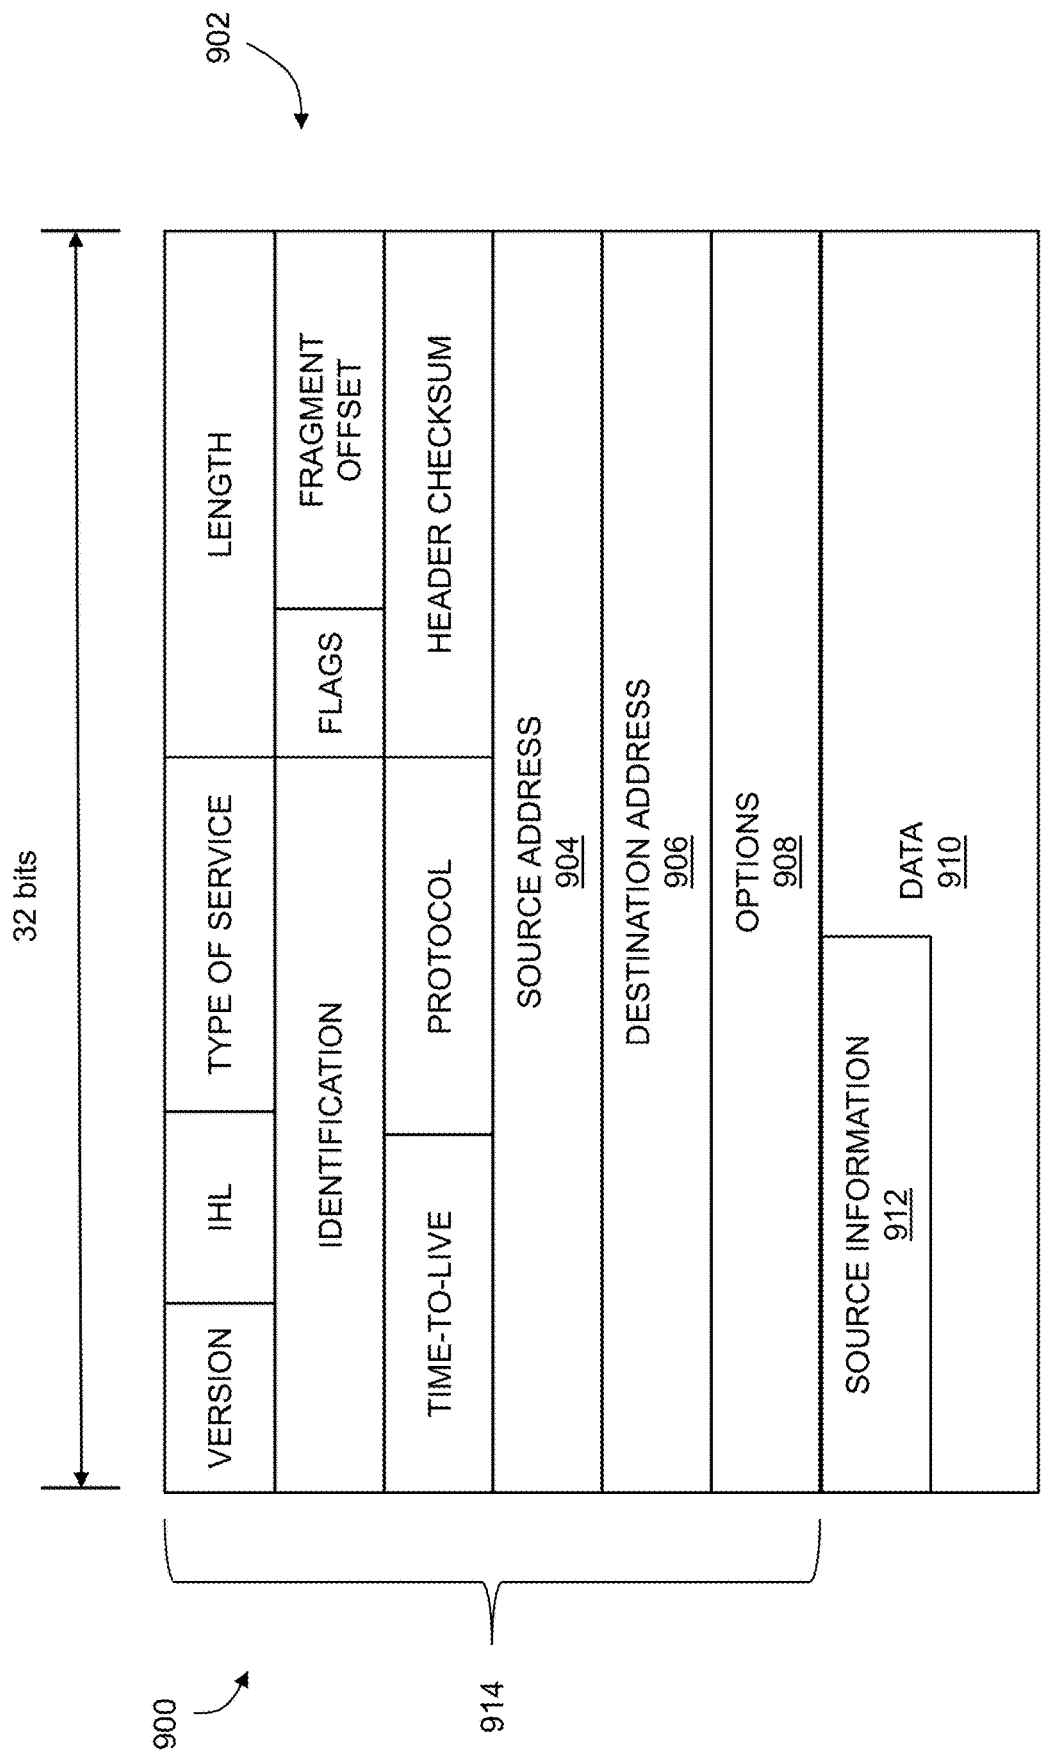 32 bits
900
902
VERSION
IHL
TYPE OF SERVICE
LENGTH
IDENTIFICATION
FLAGS
FRAGMENT
OFFSET
TIME-TO-LIVE
PROTOCOL
HEADER CHECKSUM
914
SOURCE ADDRESS
904
DESTINATION ADDRESS
906
OPTIONS
908
SOURCE INFORMATION
912
DATA
910